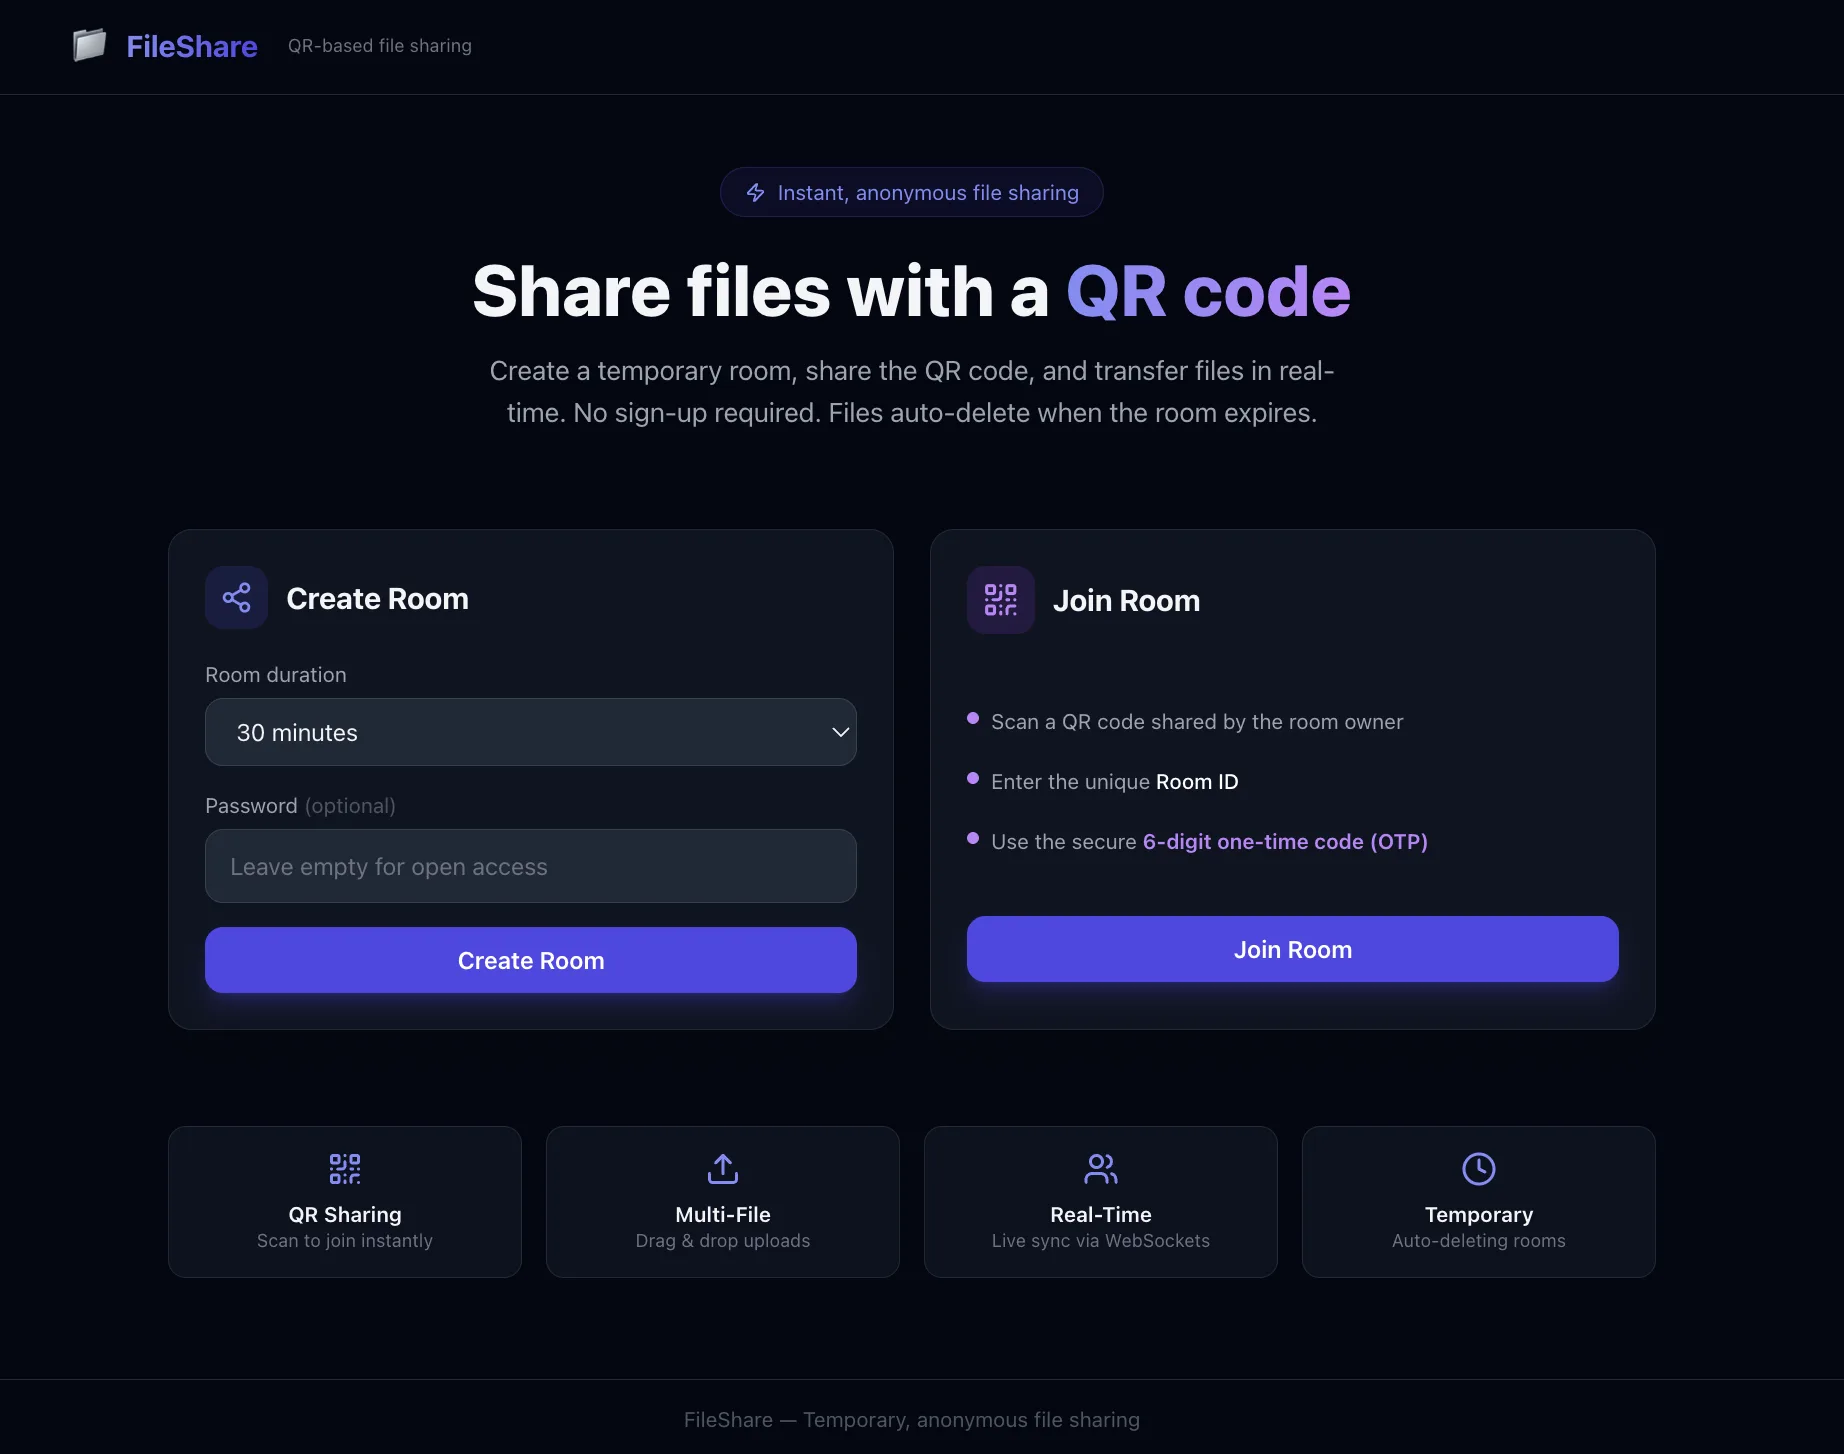 FileShare
QR-based file sharing
Instant, anonymous file sharing
Share files with a QR code
Create a temporary room, share the QR code, and transfer files in real-
time. No sign-up required. Files auto-delete when the room expires.
Create Room
Room duration
30 minutes
Password (optional)
Leave empty for open access
Create Room
Join Room
Scan a QR code shared by the room owner
Enter the unique Room ID
Use the secure 6-digit one-time code (OTP)
Join Room
QR Sharing
Scan to join instantly
Multi-File
Drag & drop uploads
Real-Time
Live sync via WebSockets
Temporary
Auto-deleting rooms
FileShare — Temporary, anonymous file sharing